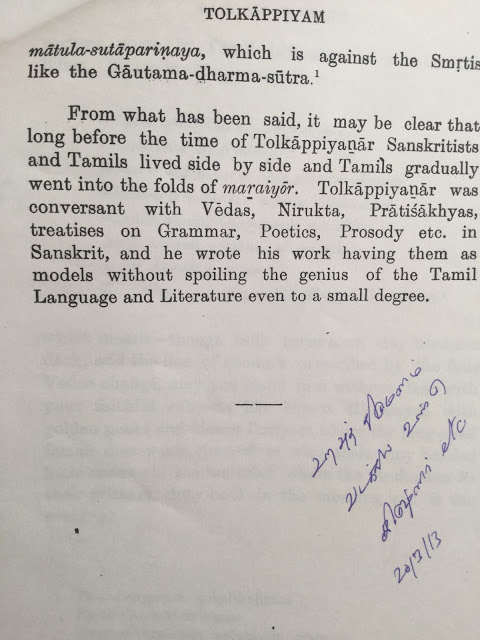 TOLKĀPPIYAM
mātula-sutāpariṇaya, which is against the Smṛtis
like the Gāutama-ḍharma-sūtra.¹
From what has been said, it may be clear that
long before the time of Tolkāppiyaṉār Sanskritists
and Tamils lived side by side and Tamils gradually
went into the folds of maṟaiyōr. Tolkāppiyaṉār was
conversant with Vēdas, Nirukta, Prātiśākhyas,
treatises on Grammar, Poetics, Prosody etc. in
Sanskrit, and he wrote his work having them as
models without spoiling the genius of the Tamil
Language and Literature even to a small degree.
etc
20/3/13